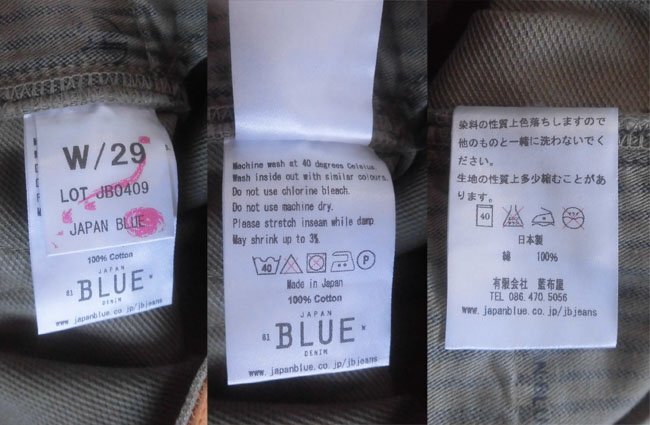 W/29
LOT JB0409
JAPAN BLUE
100% Cotton
JAPAN
81 BLUE W
DENIM
www.japanblue.co.jp/jbjeans
Machine wash at 40 degrees Celsius.
Wash inside out with similar colours.
Do not use chlorine bleach.
Do not use machine dry.
Please stretch inseam while damp.
May shrink up to 3%
40
P
Made in Japan
100% Cotton
JAPAN
81 BLUE W
DENIM
www.japanblue.co.jp/jbjeans
染料の性質上色落ちしますので
他のものと一緒に洗わないでく
ださい。
生地の性質上多少縮むことがあ
ります。
40
日本製
綿 100%
有限会社 藍布屋
TEL 086.470.5056
www.japanblue.co.jp/jbjeans